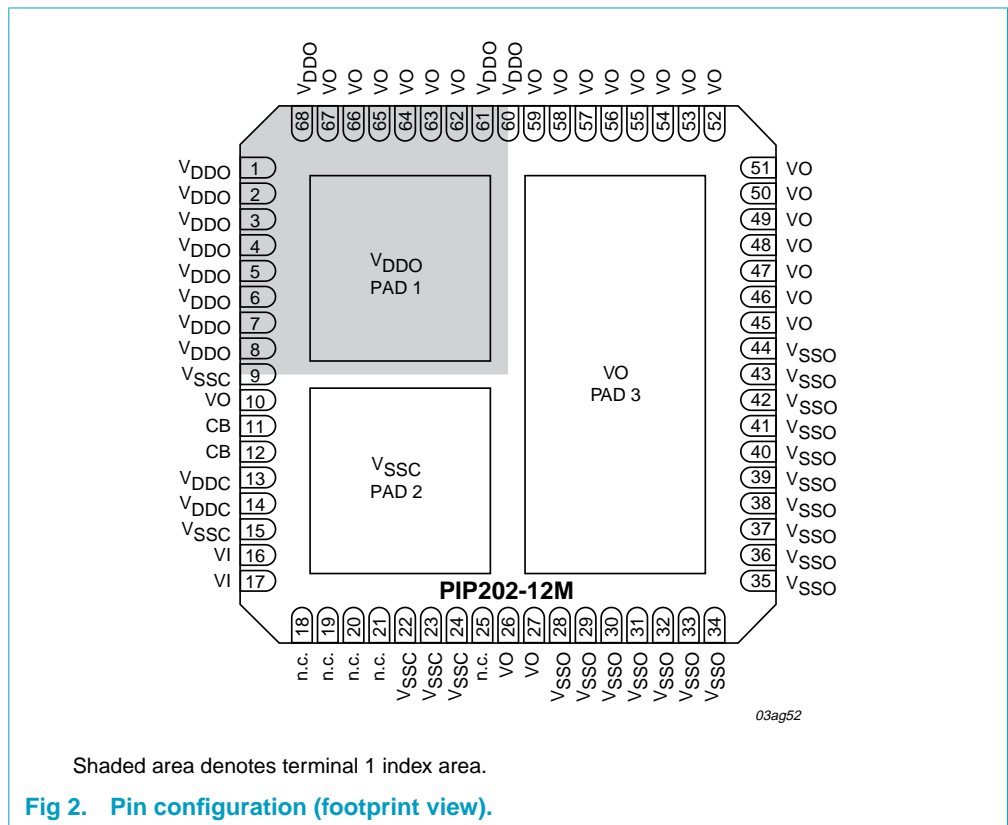 VDDO VO VO VO VO VO VO VDDO VDDO VO VO VO VO VO VO VO VO
68 67 66 65 64 63 62 61 60 59 58 57 56 55 54 53 52
VDDO 1
VDDO 2
VDDO 3
VDDO 4
VDDO 5
VDDO 6
VDDO 7
VDDO 8
VSSC 9
VO 10
CB 11
CB 12
VDDC 13
VDDC 14
VSSC 15
VI 16
VI 17
VDDO
PAD 1
VSSC
PAD 2
VO
PAD 3
51 VO
50 VO
49 VO
48 VO
47 VO
46 VO
45 VO
44 VSSO
43 VSSO
42 VSSO
41 VSSO
40 VSSO
39 VSSO
38 VSSO
37 VSSO
36 VSSO
35 VSSO
PIP202-12M
18 19 20 21 22 23 24 25 26 27 28 29 30 31 32 33 34
n.c. n.c. n.c. n.c. VSSC VSSC VSSC n.c. VO VO VSSO VSSO VSSO VSSO VSSO VSSO VSSO
03ag52
Shaded area denotes terminal 1 index area.
Fig 2. Pin configuration (footprint view).